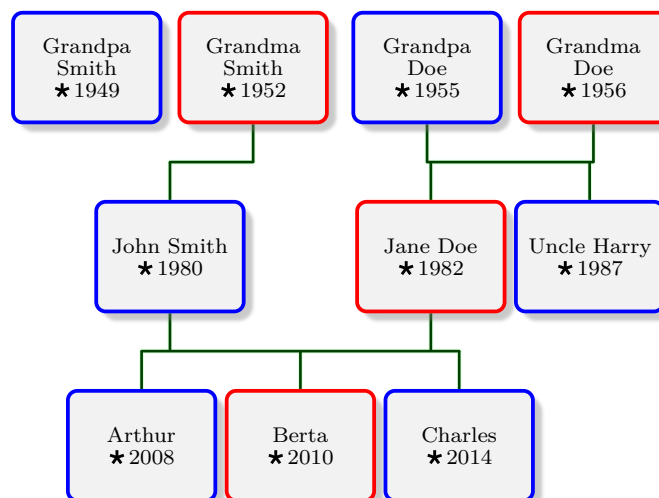 Grandpa
Smith
★1949
Grandma
Smith
★1952
Grandpa
Doe
★1955
Grandma
Doe
★1956
John Smith
★1980
Jane Doe
★1982
Uncle Harry
★1987
Arthur
★2008
Berta
★2010
Charles
★2014